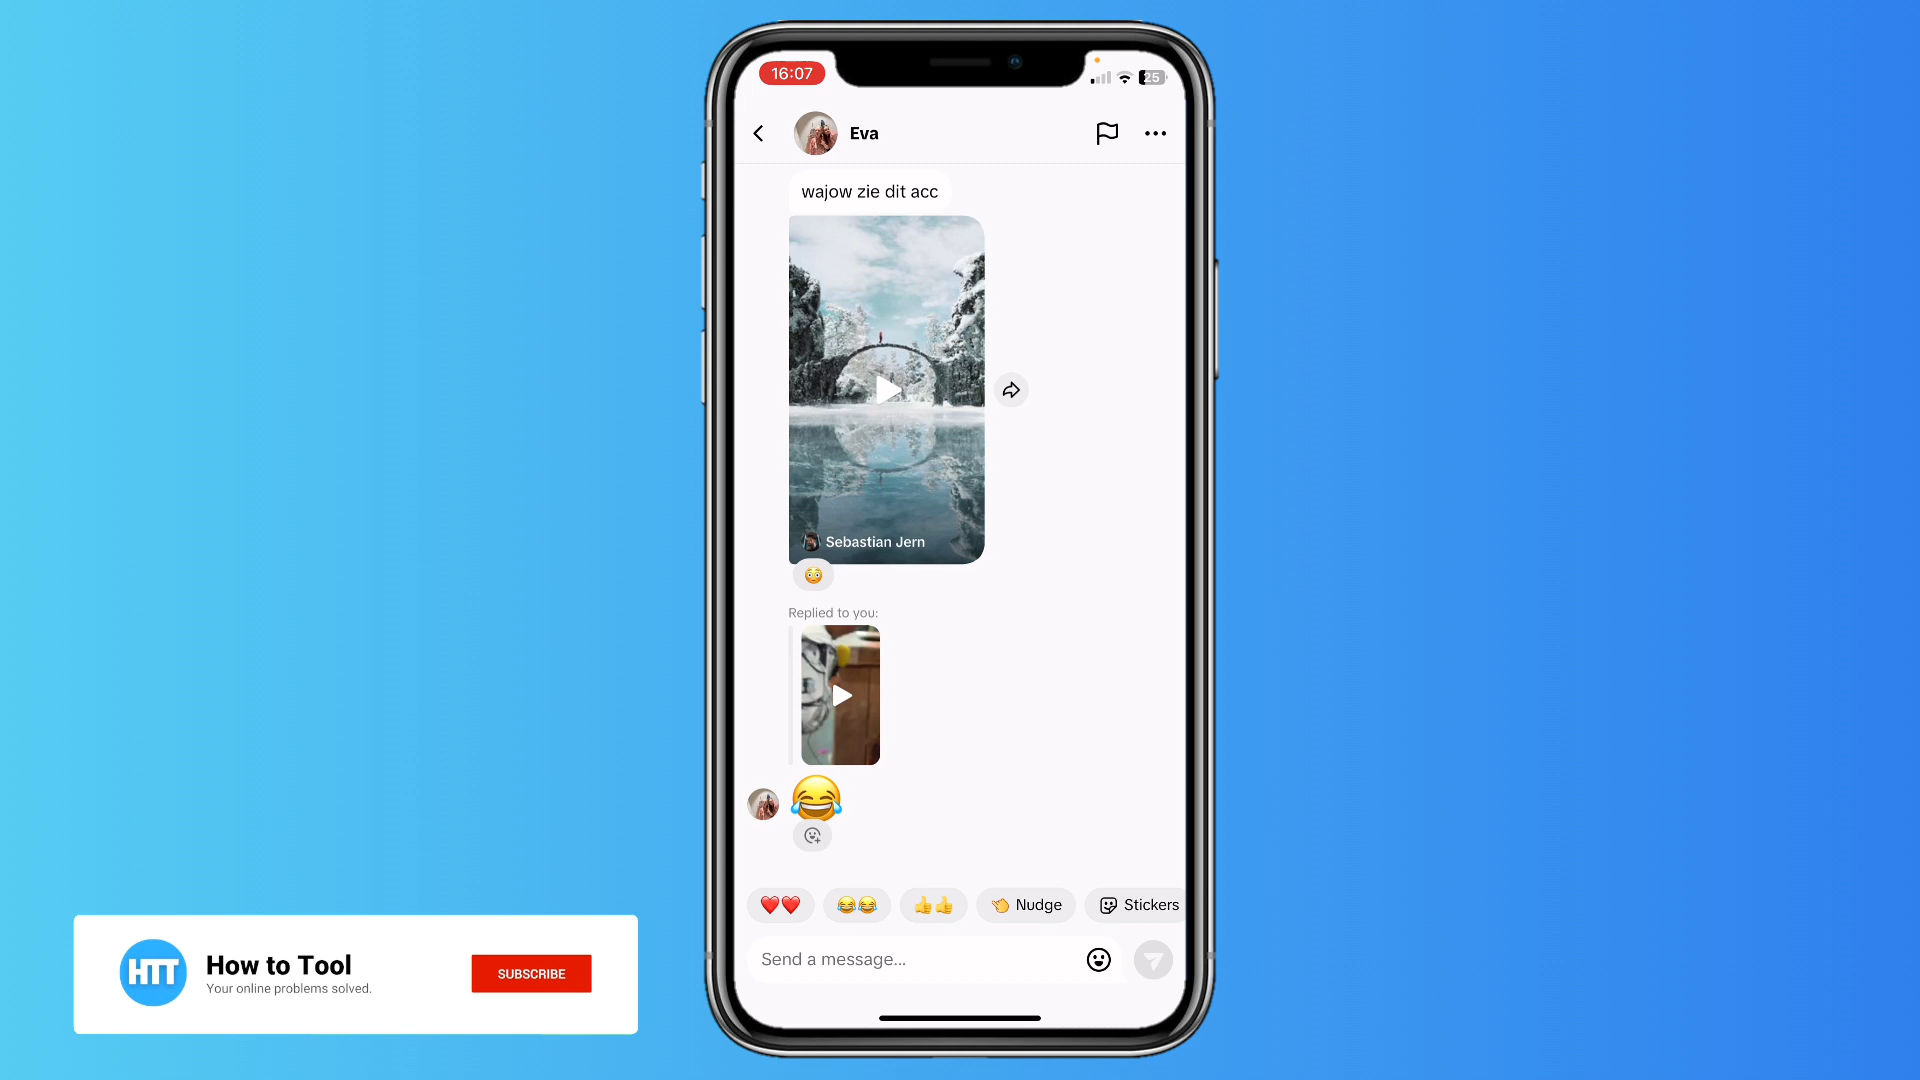 16:07
25
Eva
wajow zie dit acc
Sebastian Jern
😳
Replied to you:
😂
❤️❤️
😂😂
👍👍
👋 Nudge
Stickers
Send a message...
HTT
How to Tool
Your online problems solved.
SUBSCRIBE